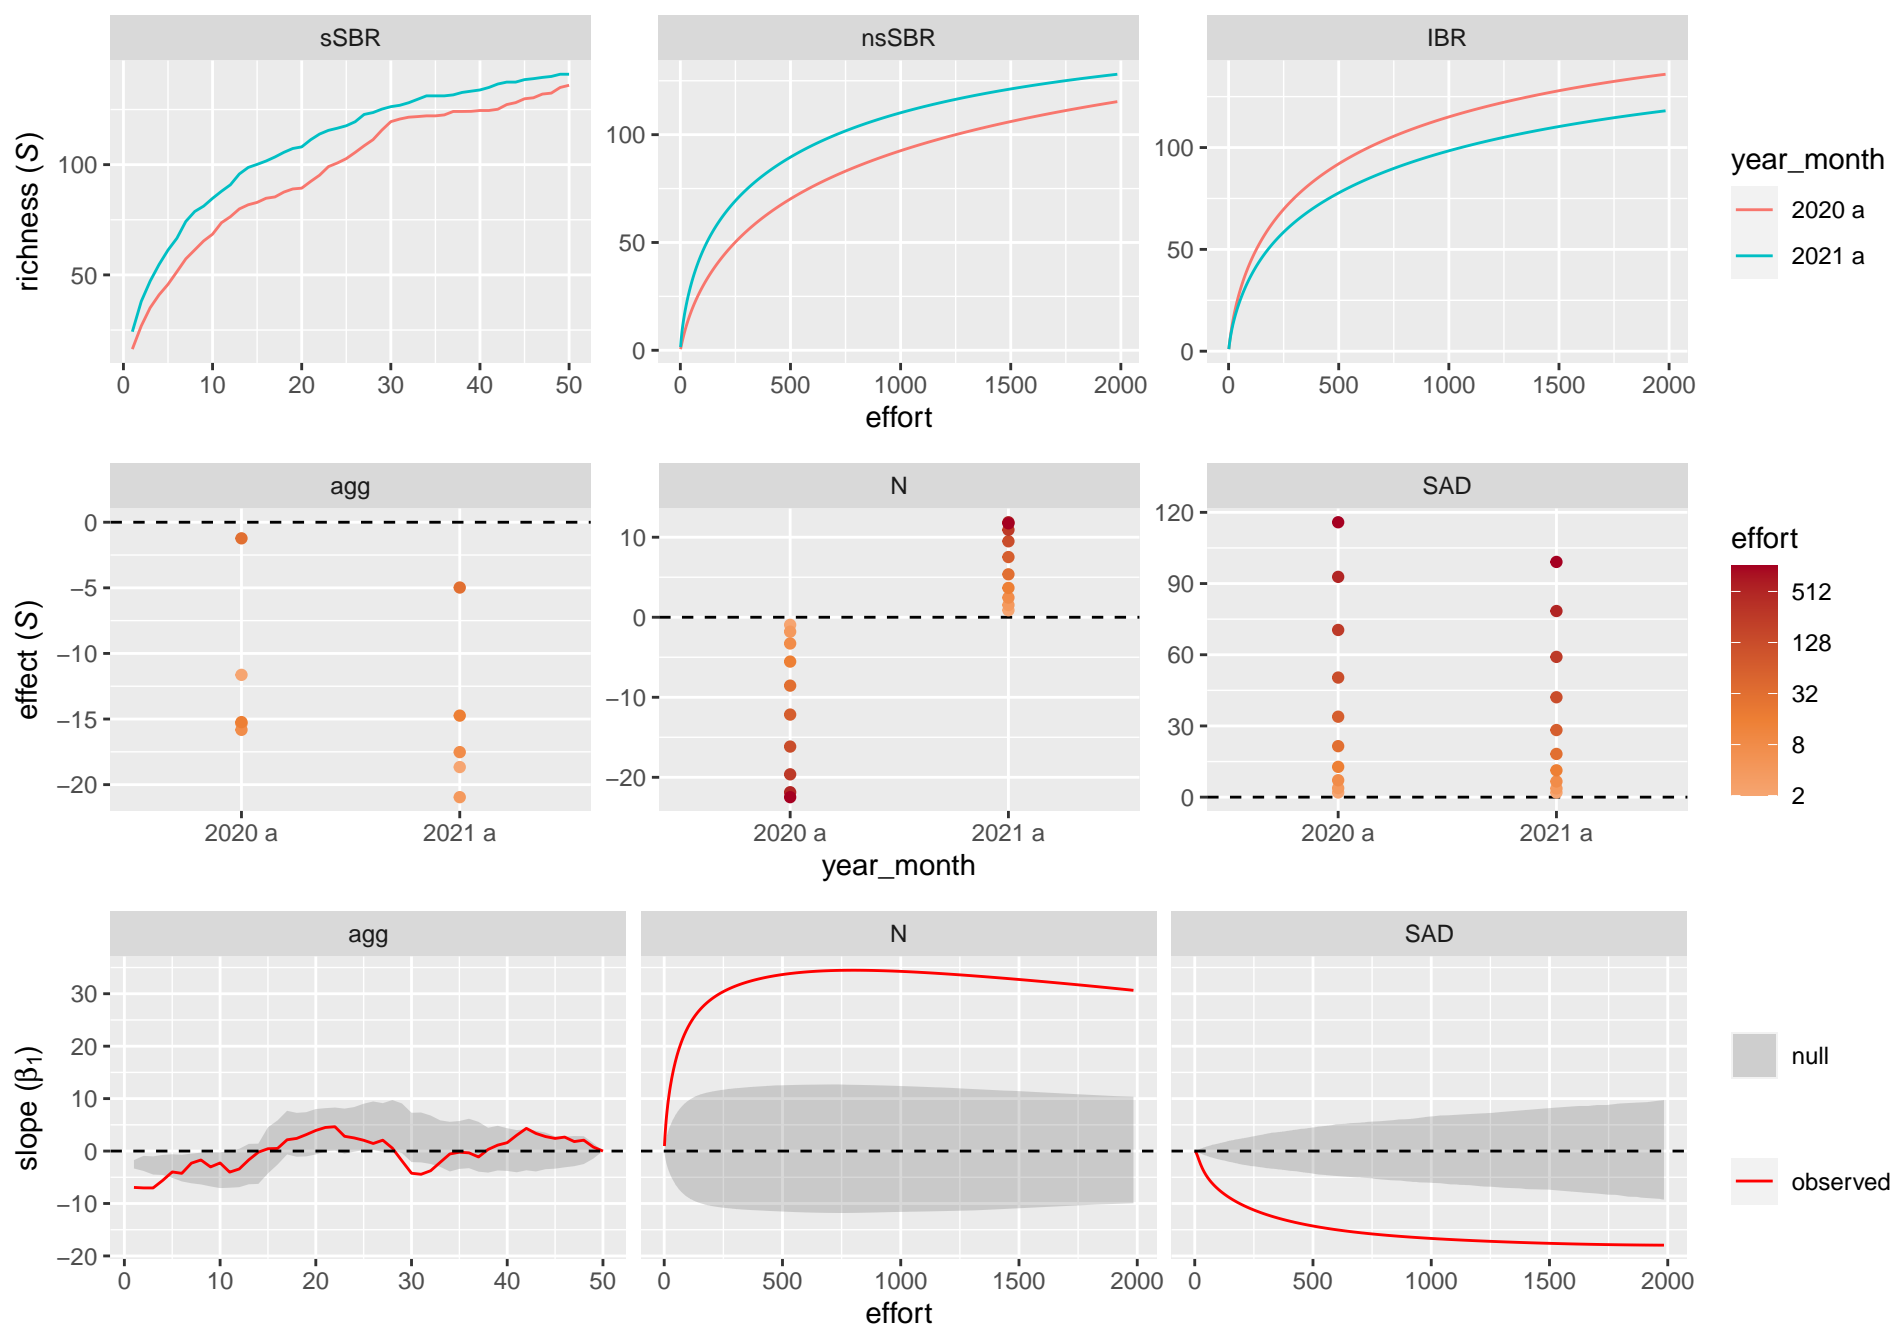 sSBR nsSBR IBR
richness (S)
100
50
100
50
0
100
50
0
0 10 20 30 40 50
0 500 1000 1500 2000
0 500 1000 1500 2000
effort
year_month
2020 a
2021 a
agg N SAD
effect (S)
0
−5
−10
−15
−20
10
0
−10
−20
120
90
60
30
0
2020 a 2021 a
2020 a 2021 a
2020 a 2021 a
year_month
effort
512
128
32
8
2
agg N SAD
slope (β₁)
30
20
10
0
−10
−20
0 10 20 30 40 50
0 500 1000 1500 2000
0 500 1000 1500 2000
effort
null
observed